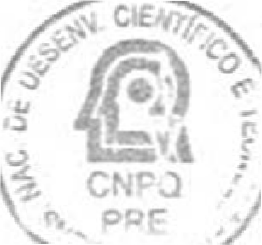 NAC. DE DESENV. CIENTÍFICO E
CNPQ
PRE